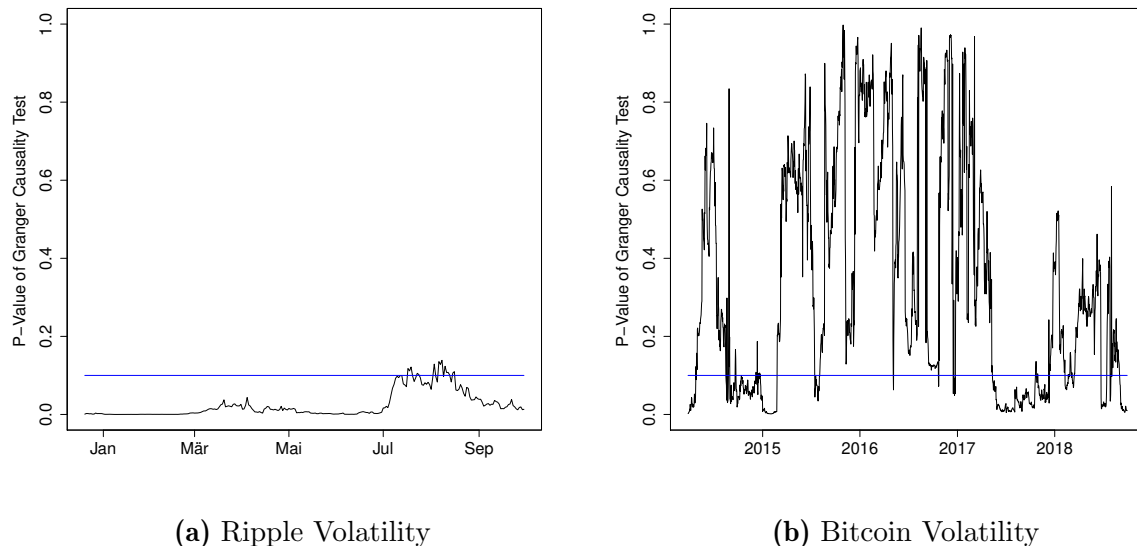 P−Value of Granger Causality Test
1.0
0.8
0.6
0.4
0.2
0.0
Jan Mär Mai Jul Sep
(a) Ripple Volatility
P−Value of Granger Causality Test
1.0
0.8
0.6
0.4
0.2
0.0
2015 2016 2017 2018
(b) Bitcoin Volatility